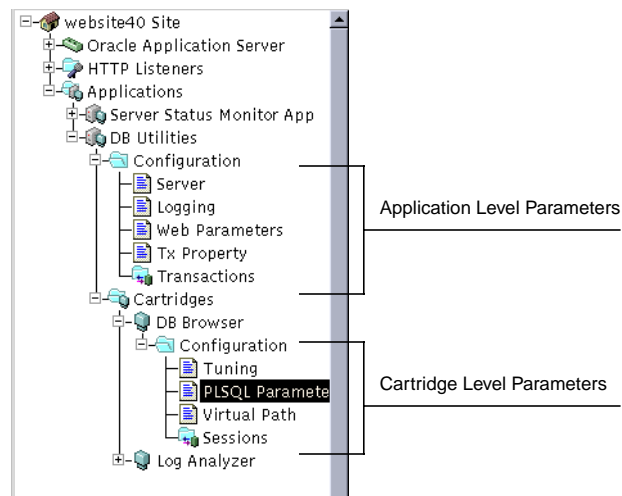 website40 Site
Oracle Application Server
HTTP Listeners
Applications
Server Status Monitor App
DB Utilities
Configuration
Server
Logging
Application Level Parameters
Web Parameters
Tx Property
Transactions
Cartridges
DB Browser
Configuration
Tuning
Cartridge Level Parameters
PLSQL Paramete
Virtual Path
Sessions
Log Analyzer